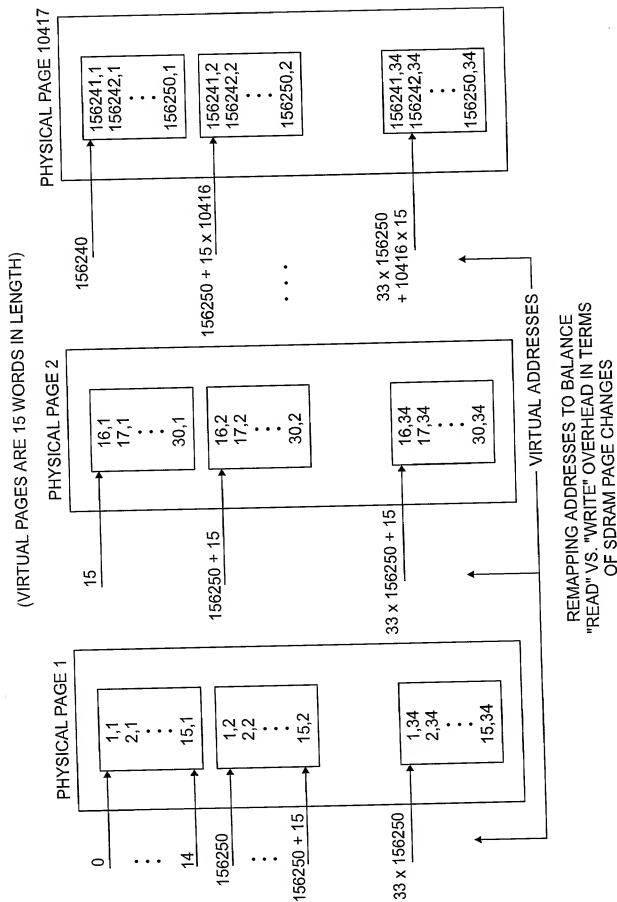 (VIRTUAL PAGES ARE 15 WORDS IN LENGTH)
PHYSICAL PAGE 1
0
. . .
14
156250
. . .
156250 + 15
33 x 156250
1,1
2,1
. . .
15,1
1,2
2,2
. . .
15,2
1,34
2,34
. . .
15,34
PHYSICAL PAGE 2
15
156250 + 15
33 x 156250 + 15
16,1
17,1
. . .
30,1
16,2
17,2
. . .
30,2
16,34
17,34
. . .
30,34
PHYSICAL PAGE 10417
156240
156250 + 15 x 10416
. . .
33 x 156250
+ 10416 x 15
156241,1
156242,1
. . .
156250,1
156241,2
156242,2
. . .
156250,2
156241,34
156242,34
. . .
156250,34
VIRTUAL ADDRESSES
REMAPPING ADDRESSES TO BALANCE
"READ" VS. "WRITE" OVERHEAD IN TERMS
OF SDRAM PAGE CHANGES